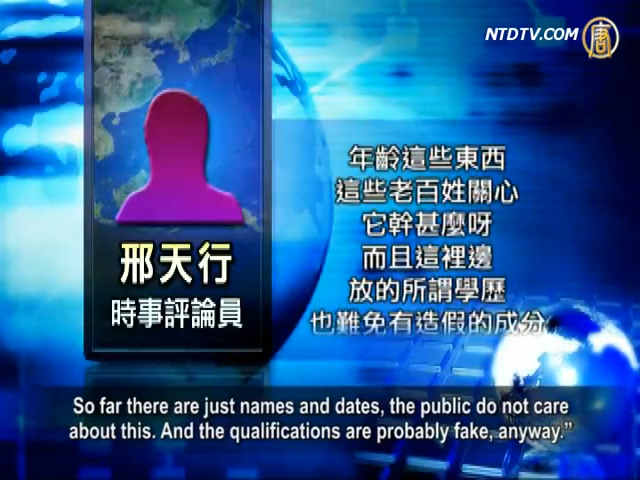 NTDTV.COM
唐
年齡這些東西
這些老百姓關心
它幹甚麼呀
而且這裡邊
放的所謂學歷
也難免有造假的成分
邢天行
時事評論員
So far there are just names and dates, the public do not care
about this. And the qualifications are probably fake, anyway.”